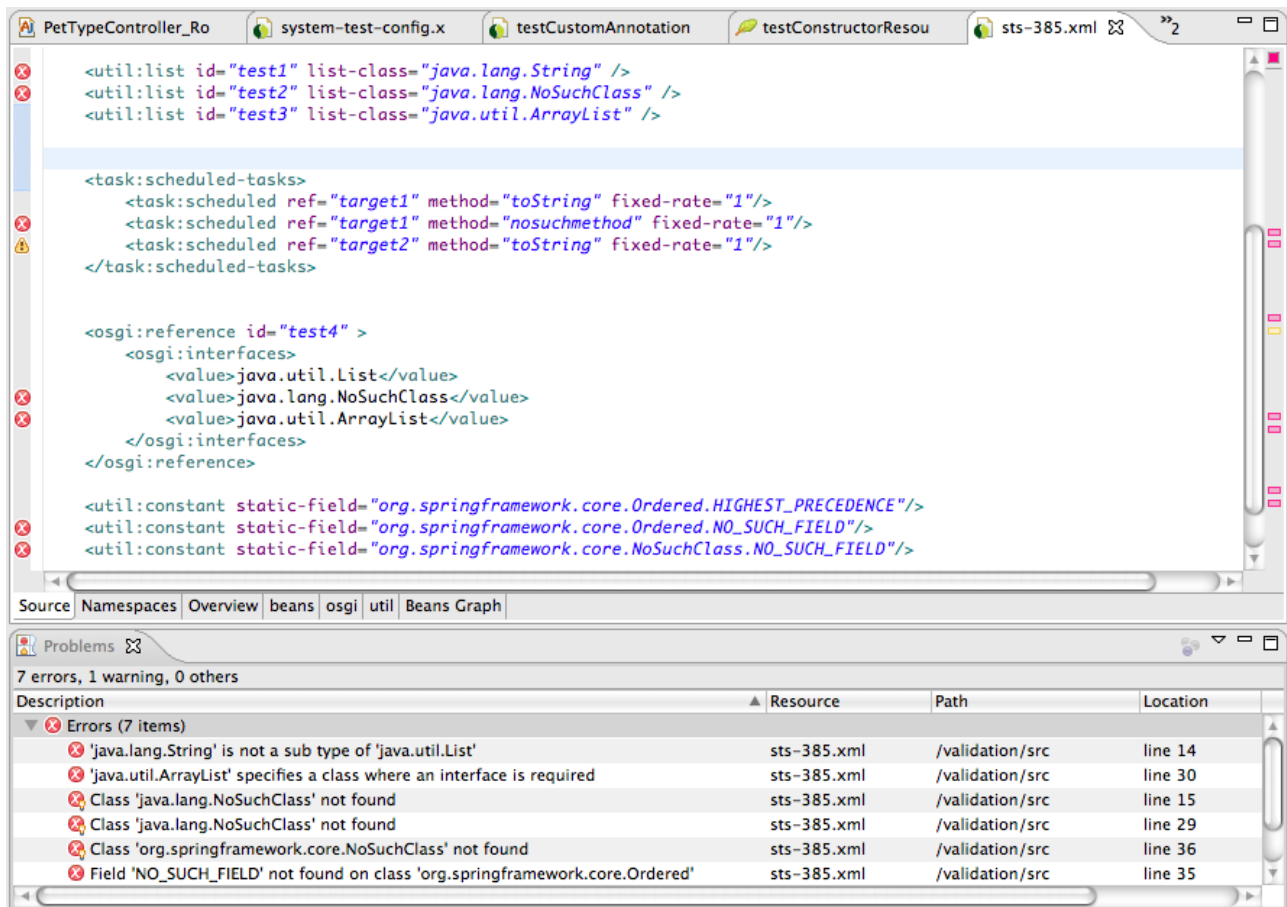 PetTypeController_Ro system-test-config.x testCustomAnnotation testConstructorResou sts-385.xml »2
<util:list id="test1" list-class="java.lang.String" />
<util:list id="test2" list-class="java.lang.NoSuchClass" />
<util:list id="test3" list-class="java.util.ArrayList" />
<task:scheduled-tasks>
<task:scheduled ref="target1" method="toString" fixed-rate="1"/>
<task:scheduled ref="target1" method="nosuchmethod" fixed-rate="1"/>
<task:scheduled ref="target2" method="toString" fixed-rate="1"/>
</task:scheduled-tasks>
<osgi:reference id="test4" >
<osgi:interfaces>
<value>java.util.List</value>
<value>java.lang.NoSuchClass</value>
<value>java.util.ArrayList</value>
</osgi:interfaces>
</osgi:reference>
<util:constant static-field="org.springframework.core.Ordered.HIGHEST_PRECEDENCE"/>
<util:constant static-field="org.springframework.core.Ordered.NO_SUCH_FIELD"/>
<util:constant static-field="org.springframework.core.NoSuchClass.NO_SUCH_FIELD"/>
Source Namespaces Overview beans osgi util Beans Graph
Problems
7 errors, 1 warning, 0 others
Description Resource Path Location
Errors (7 items)
'java.lang.String' is not a sub type of 'java.util.List' sts-385.xml /validation/src line 14
'java.util.ArrayList' specifies a class where an interface is required sts-385.xml /validation/src line 30
Class 'java.lang.NoSuchClass' not found sts-385.xml /validation/src line 15
Class 'java.lang.NoSuchClass' not found sts-385.xml /validation/src line 29
Class 'org.springframework.core.NoSuchClass' not found sts-385.xml /validation/src line 36
Field 'NO_SUCH_FIELD' not found on class 'org.springframework.core.Ordered' sts-385.xml /validation/src line 35